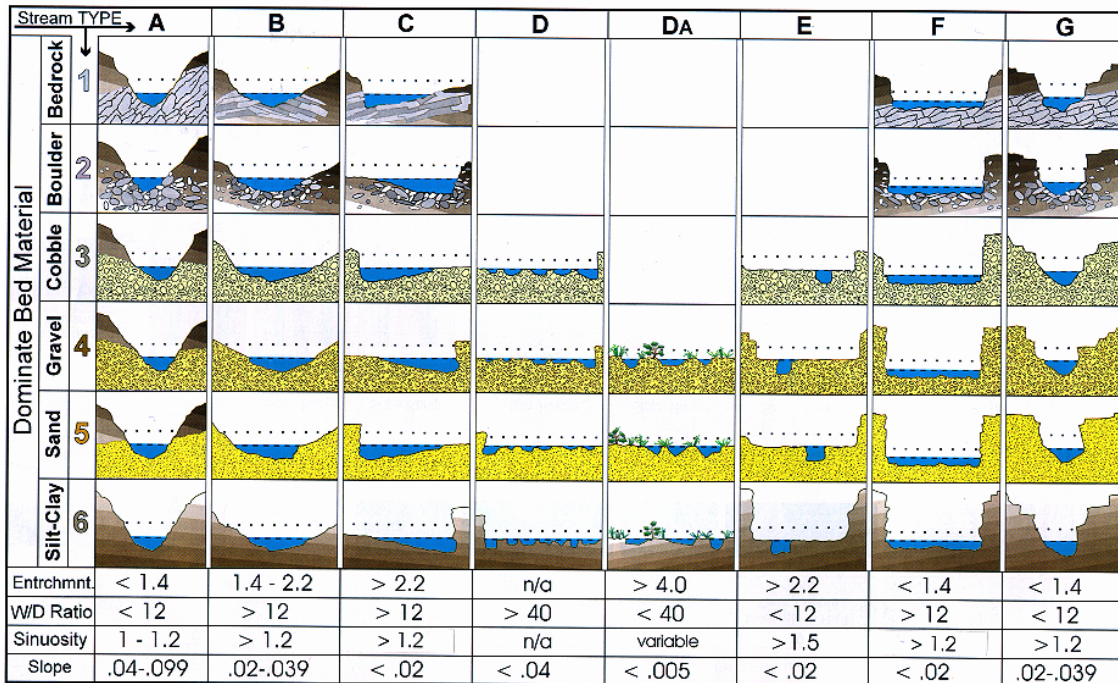 Stream TYPE A B C D DA E F G
Dominate Bed Material
Bedrock 1
Boulder 2
Cobble 3
Gravel 4
Sand 5
Silt-Clay 6
Entrchmnt. < 1.4 1.4 - 2.2 > 2.2 n/a > 4.0 > 2.2 < 1.4 < 1.4
W/D Ratio < 12 > 12 > 12 > 40 < 40 < 12 > 12 < 12
Sinuosity 1 - 1.2 > 1.2 > 1.2 n/a variable >1.5 > 1.2 >1.2
Slope .04-.099 .02-.039 < .02 < .04 < .005 < .02 < .02 .02-.039